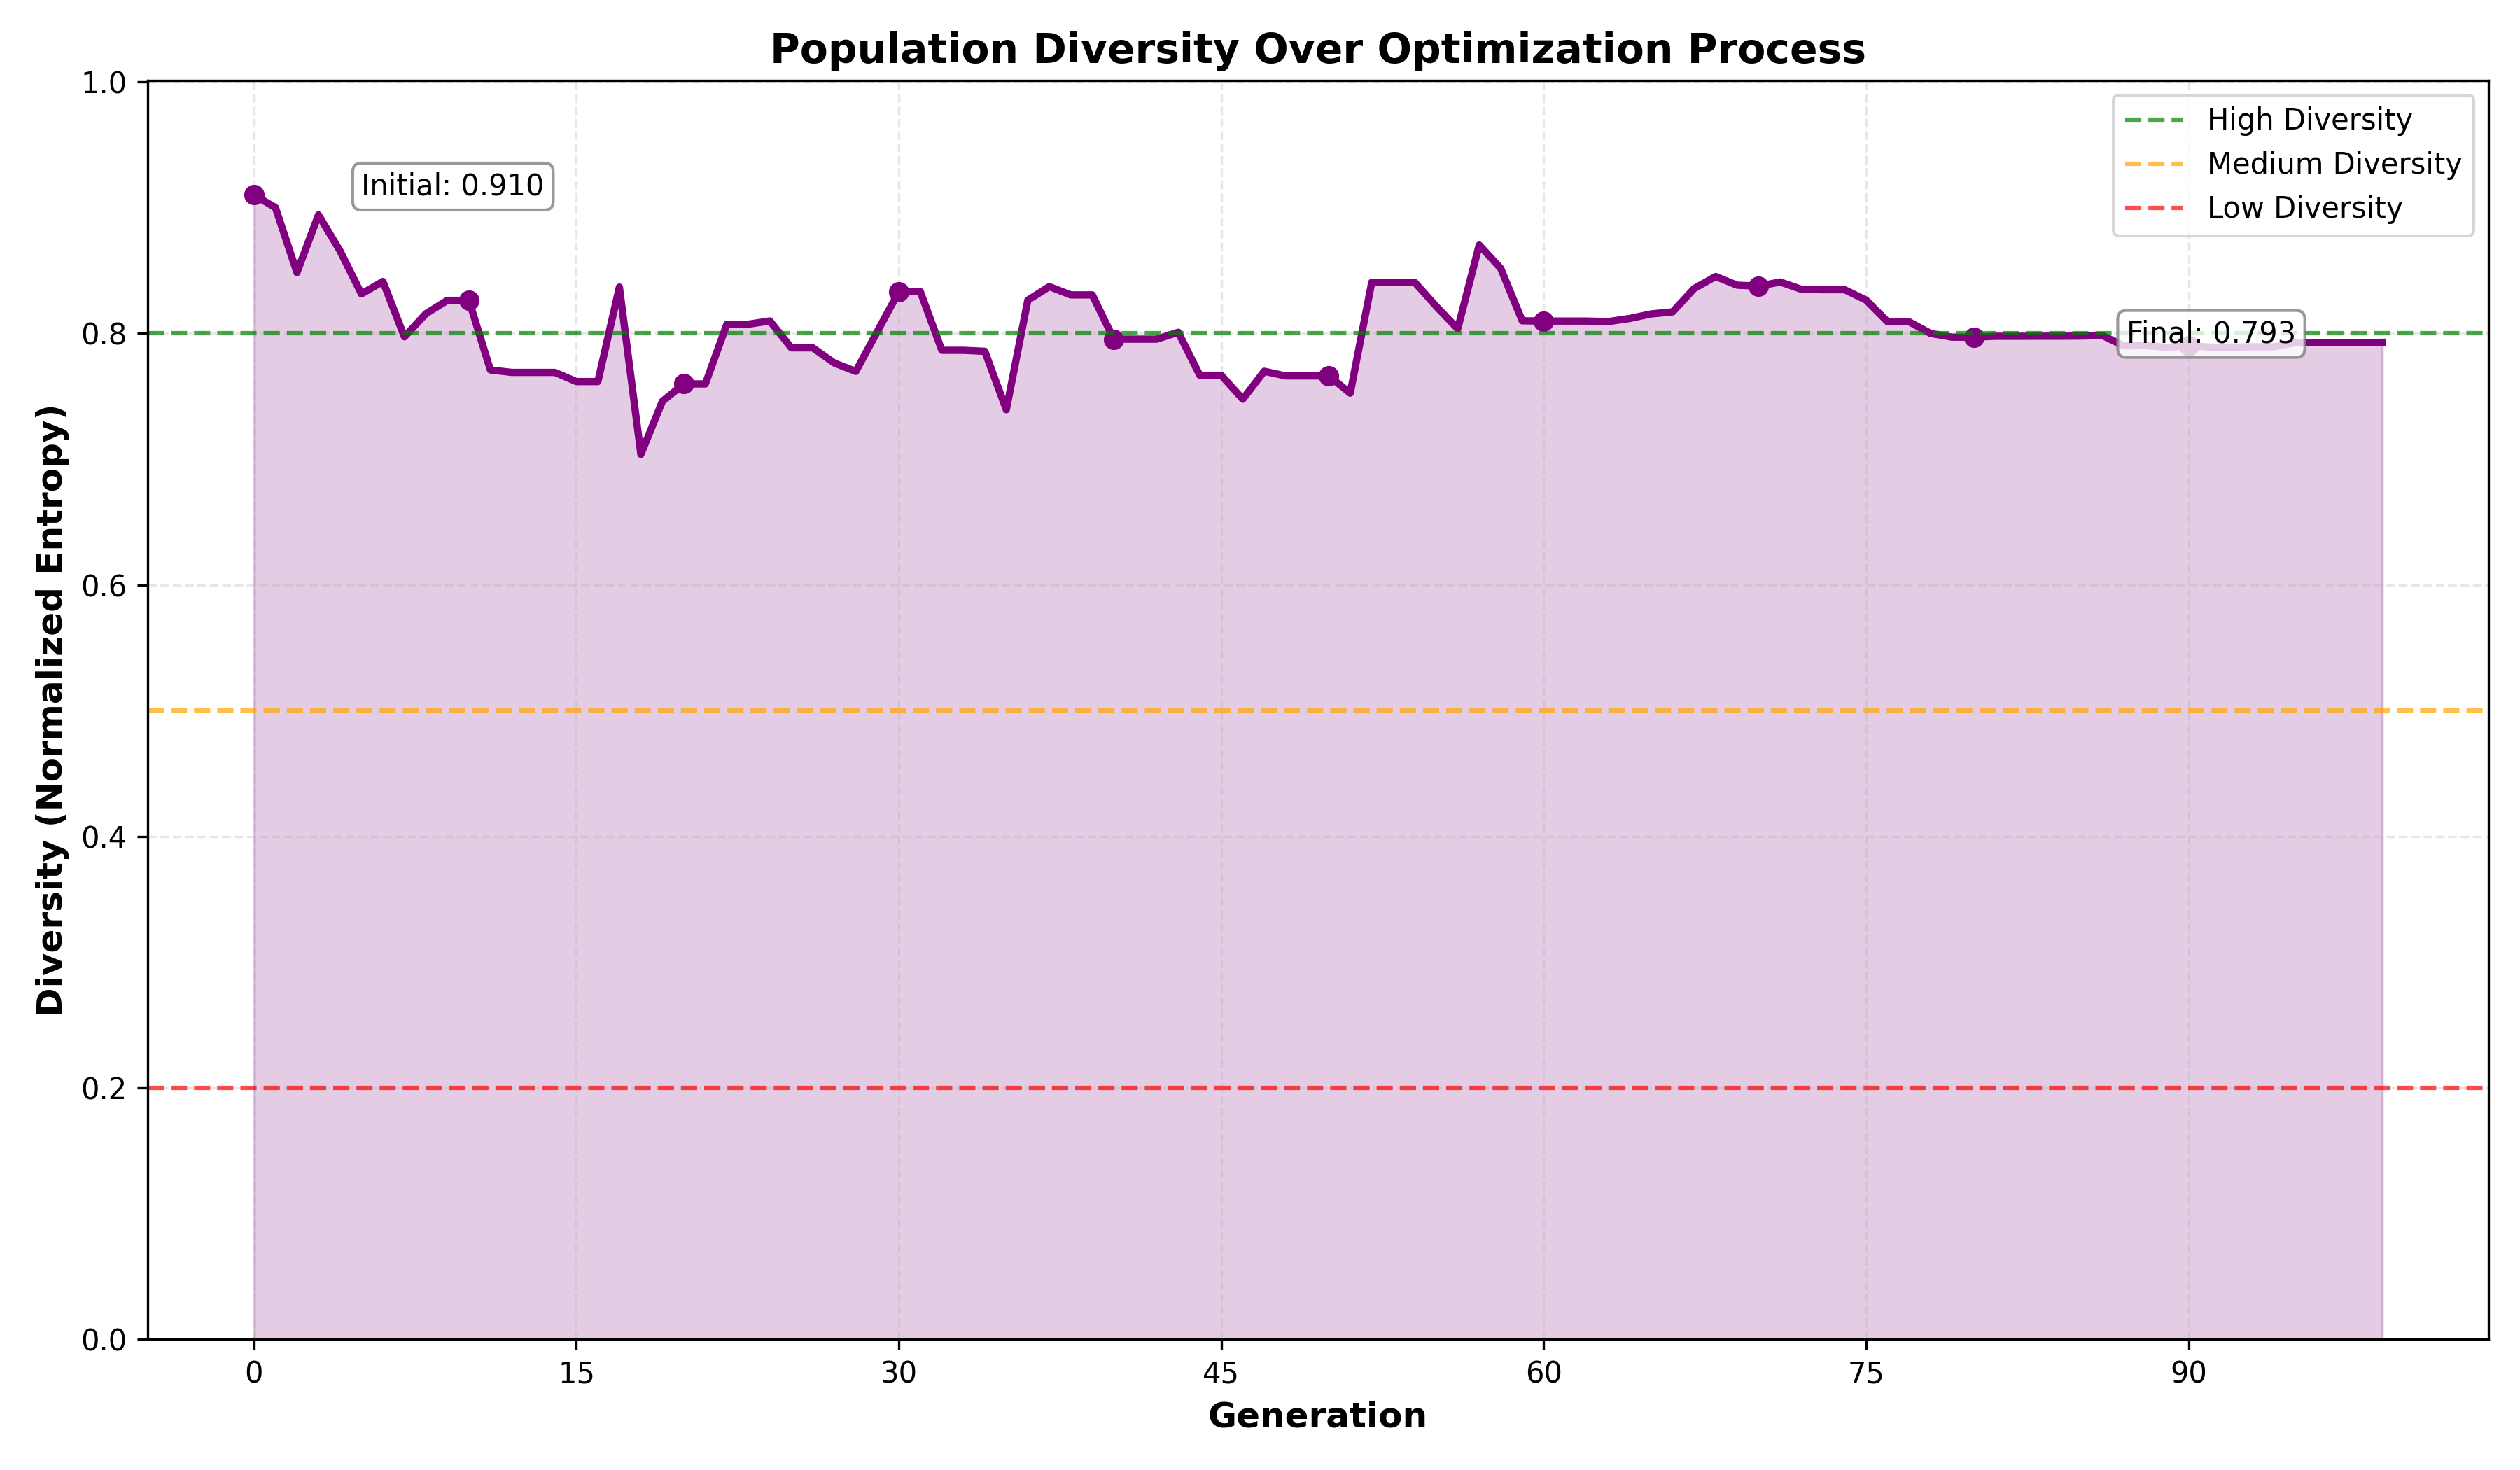 Population Diversity Over Optimization Process
1.0
0.8
0.6
0.4
0.2
0.0
Diversity (Normalized Entropy)
Initial: 0.910
High Diversity
Medium Diversity
Low Diversity
Final: 0.793
0 15 30 45 60 75 90
Generation